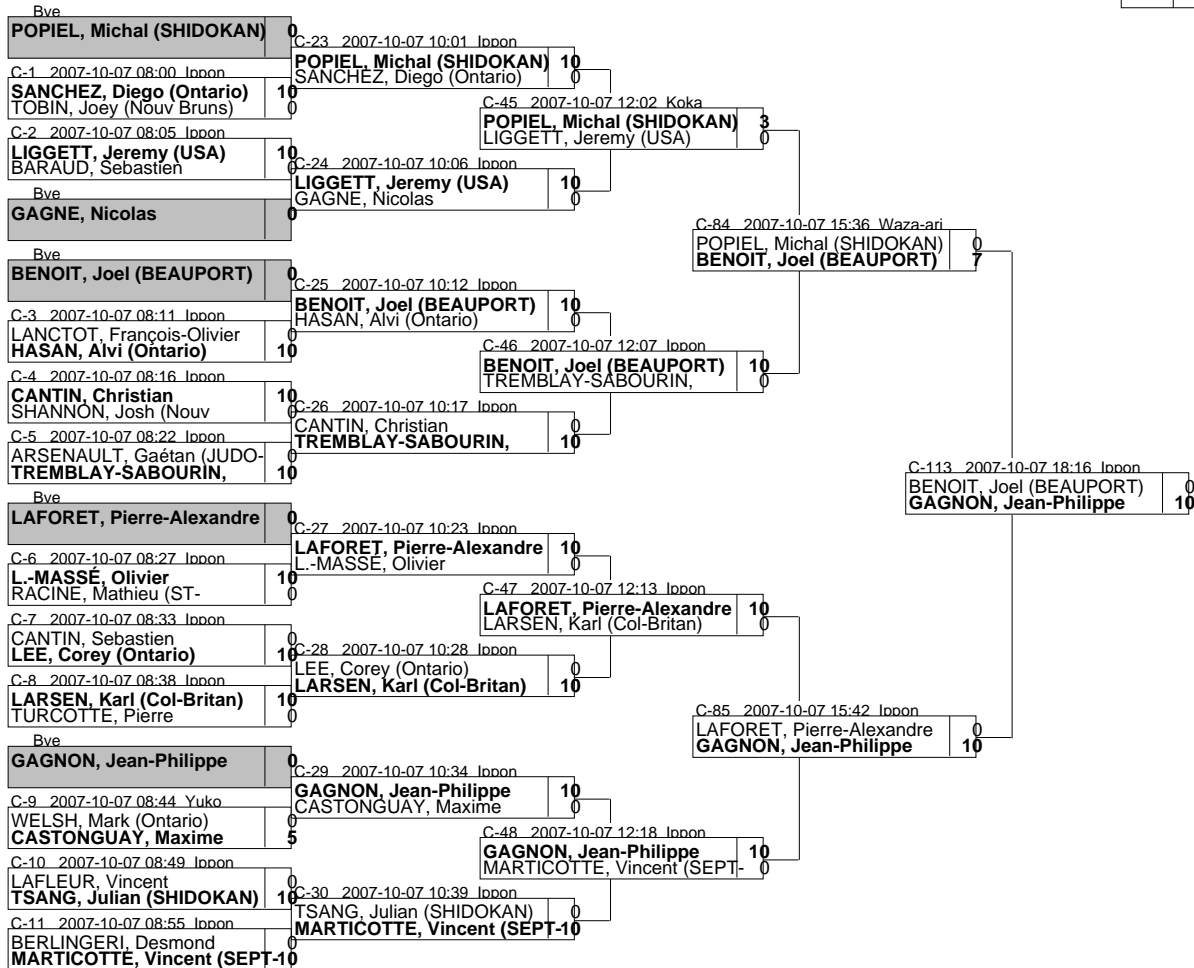 Bye
POPIEL, Michal (SHIDOKAN) 0
C-1 2007-10-07 08:00 Ippon
SANCHEZ, Diego (Ontario) 10
TOBIN, Joey (Nouv Bruns) 0
C-2 2007-10-07 08:05 Ippon
LIGGETT, Jeremy (USA) 10
BARAUD, Sebastien 0
Bye
GAGNE, Nicolas 0
Bye
BENOIT, Joel (BEAUPORT) 0
C-3 2007-10-07 08:11 Ippon
LANCTOT, François-Olivier 0
HASAN, Alvi (Ontario) 10
C-4 2007-10-07 08:16 Ippon
CANTIN, Christian 10
SHANNON, Josh (Nouv 0
C-5 2007-10-07 08:22 Ippon
ARSENAULT, Gaétan (JUDO- 0
TREMBLAY-SABOURIN, 10
Bye
LAFORET, Pierre-Alexandre 0
C-6 2007-10-07 08:27 Ippon
L.-MASSÉ, Olivier 10
RACINE, Mathieu (ST- 0
C-7 2007-10-07 08:33 Ippon
CANTIN, Sebastien 0
LEE, Corey (Ontario) 10
C-8 2007-10-07 08:38 Ippon
LARSEN, Karl (Col-Britan) 10
TURCOTTE, Pierre 0
Bye
GAGNON, Jean-Philippe 0
C-9 2007-10-07 08:44 Yuko
WELSH, Mark (Ontario) 0
CASTONGUAY, Maxime 5
C-10 2007-10-07 08:49 Ippon
LAFLEUR, Vincent 0
TSANG, Julian (SHIDOKAN) 10
C-11 2007-10-07 08:55 Ippon
BERLINGERI, Desmond 0
MARTICOTTE, Vincent (SEPT- 10
C-23 2007-10-07 10:01 Ippon
POPIEL, Michal (SHIDOKAN) 10
SANCHEZ, Diego (Ontario) 0
C-24 2007-10-07 10:06 Ippon
LIGGETT, Jeremy (USA) 10
GAGNE, Nicolas 0
C-25 2007-10-07 10:12 Ippon
BENOIT, Joel (BEAUPORT) 10
HASAN, Alvi (Ontario) 0
C-26 2007-10-07 10:17 Ippon
CANTIN, Christian 0
TREMBLAY-SABOURIN, 10
C-27 2007-10-07 10:23 Ippon
LAFORET, Pierre-Alexandre 10
L.-MASSÉ, Olivier 0
C-28 2007-10-07 10:28 Ippon
LEE, Corey (Ontario) 0
LARSEN, Karl (Col-Britan) 10
C-29 2007-10-07 10:34 Ippon
GAGNON, Jean-Philippe 10
CASTONGUAY, Maxime 0
C-30 2007-10-07 10:39 Ippon
TSANG, Julian (SHIDOKAN) 0
MARTICOTTE, Vincent (SEPT- 10
C-45 2007-10-07 12:02 Koka
POPIEL, Michal (SHIDOKAN) 3
LIGGETT, Jeremy (USA) 0
C-46 2007-10-07 12:07 Ippon
BENOIT, Joel (BEAUPORT) 10
TREMBLAY-SABOURIN, 0
C-47 2007-10-07 12:13 Ippon
LAFORET, Pierre-Alexandre 10
LARSEN, Karl (Col-Britan) 0
C-48 2007-10-07 12:18 Ippon
GAGNON, Jean-Philippe 10
MARTICOTTE, Vincent (SEPT- 0
C-84 2007-10-07 15:36 Waza-ari
POPIEL, Michal (SHIDOKAN) 0
BENOIT, Joel (BEAUPORT) 7
C-85 2007-10-07 15:42 Ippon
LAFORET, Pierre-Alexandre 0
GAGNON, Jean-Philippe 10
C-113 2007-10-07 18:16 Ippon
BENOIT, Joel (BEAUPORT) 0
GAGNON, Jean-Philippe 10